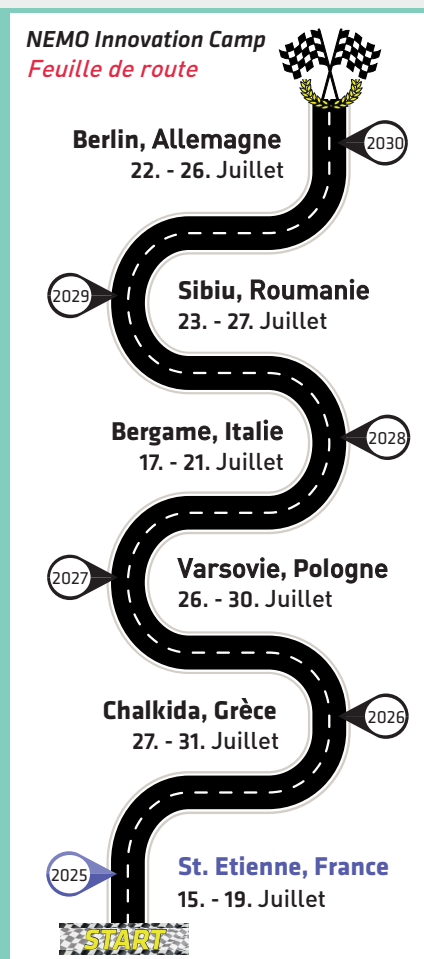 NEMO Innovation Camp
Feuille de route
Berlin, Allemagne
22. - 26. Juillet
2030
2029
Sibiu, Roumanie
23. - 27. Juillet
Bergame, Italie
17. - 21. Juillet
2028
2027
Varsovie, Pologne
26. - 30. Juillet
Chalkida, Grèce
27. - 31. Juillet
2026
2025
St. Etienne, France
15. - 19. Juillet
START